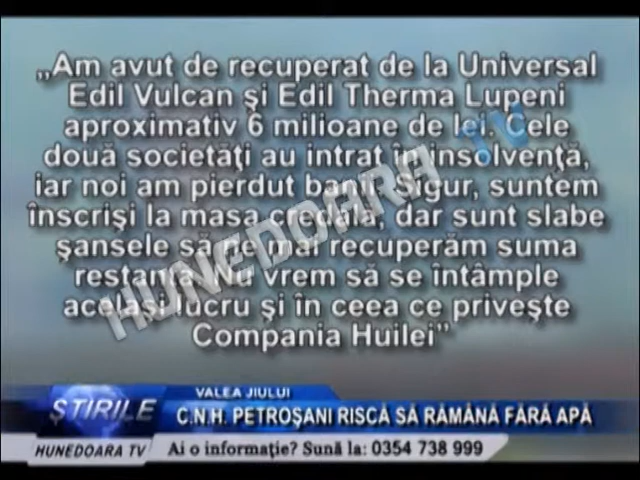 „Am avut de recuperat de la Universal
Edil Vulcan şi Edil Therma Lupeni
aproximativ 6 milioane de lei. Cele
două societăţi au intrat în insolvenţă,
iar noi am pierdut banii. Sigur, suntem
înscrişi la masa credală, dar sunt slabe
şansele să ne mai recuperăm suma
restantă. Nu vrem să se întâmple
acelaşi lucru şi în ceea ce priveşte
Compania Huilei”
HUNEDOARA TV
VALEA JIULUI
ŞTIRILE
C.N.H. PETROŞANI RISCĂ SĂ RĂMÂNĂ FĂRĂ APĂ
HUNEDOARA TV
Ai o informaţie? Sună la: 0354 738 999